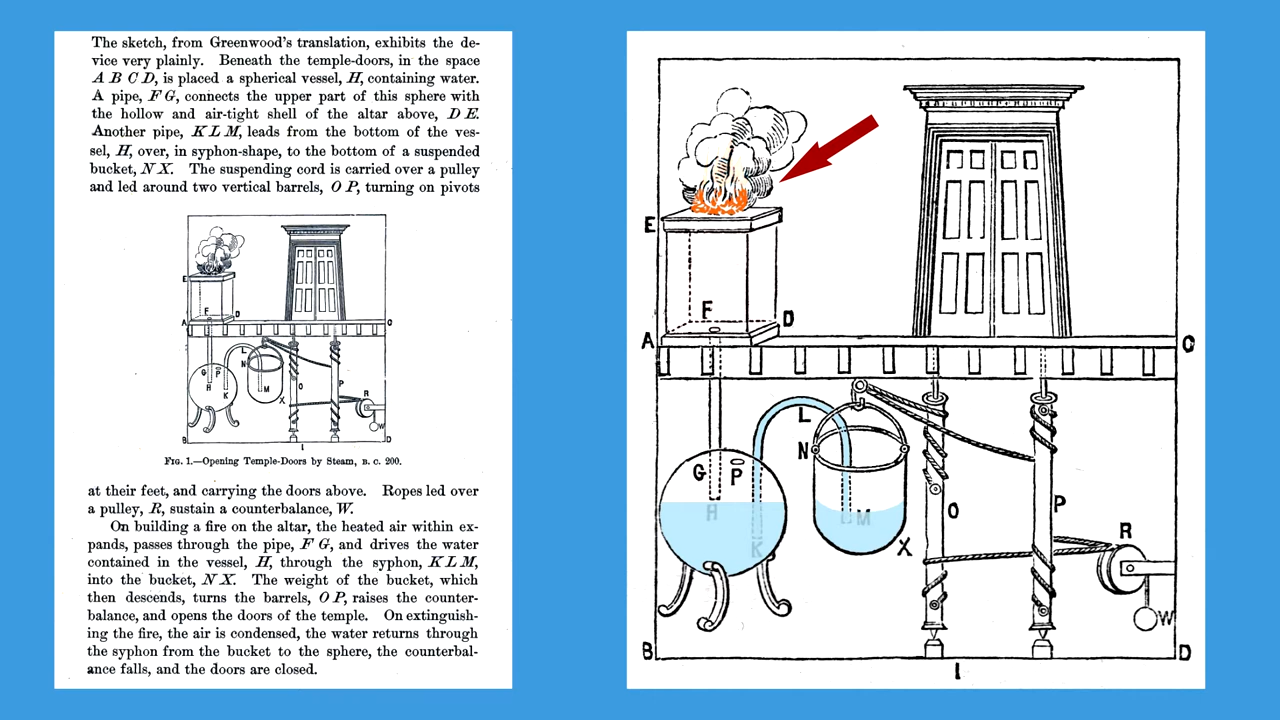 The sketch, from Greenwood's translation, exhibits the de-
vice very plainly. Beneath the temple-doors, in the space
A B C D, is placed a spherical vessel, H, containing water.
A pipe, F G, connects the upper part of this sphere with
the hollow and air-tight shell of the altar above, D E.
Another pipe, K L M, leads from the bottom of the ves-
sel, H, over, in syphon-shape, to the bottom of a suspended
bucket, N X. The suspending cord is carried over a pulley
and led around two vertical barrels, O P, turning on pivots
E
F
D
A
C
L
N
G
P
H
M
K
X
O
P
R
W
B
I
D
FIG. 1.—Opening Temple-Doors by Steam, B. C. 200.
at their feet, and carrying the doors above. Ropes led over
a pulley, R, sustain a counterbalance, W.
On building a fire on the altar, the heated air within ex-
pands, passes through the pipe, F G, and drives the water
contained in the vessel, H, through the syphon, K L M,
into the bucket, N X. The weight of the bucket, which
then descends, turns the barrels, O P, raises the counter-
balance, and opens the doors of the temple. On extinguish-
ing the fire, the air is condensed, the water returns through
the syphon from the bucket to the sphere, the counterbal-
ance falls, and the doors are closed.
E
F
D
A
C
L
N
G
P
H
M
K
X
O
P
R
W
B
D
I